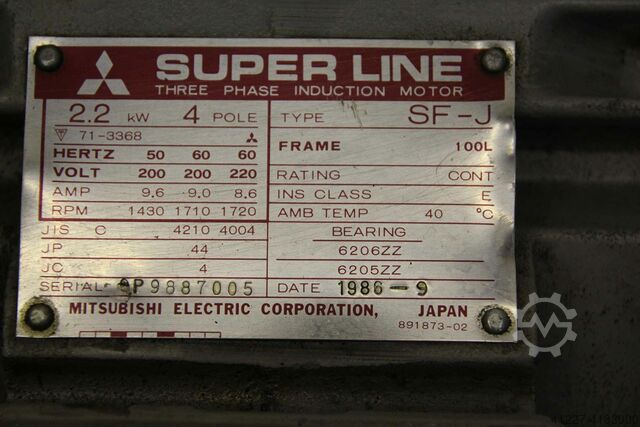 SUPER LINE
THREE PHASE INDUCTION MOTOR
2.2 kW 4 POLE TYPE SF-J
71-3368
FRAME 100L
HERTZ 50 60 60
VOLT 200 200 220
RATING CONT
AMP 9.6 9.0 8.6
INS CLASS E
RPM 1430 1710 1720
AMB TEMP 40 °C
JIS C 4210 4004
BEARING
JP 44
6206ZZ
JC 4
6205ZZ
SERIAL P9887005
DATE 1986-9
MITSUBISHI ELECTRIC CORPORATION, JAPAN
891873-02